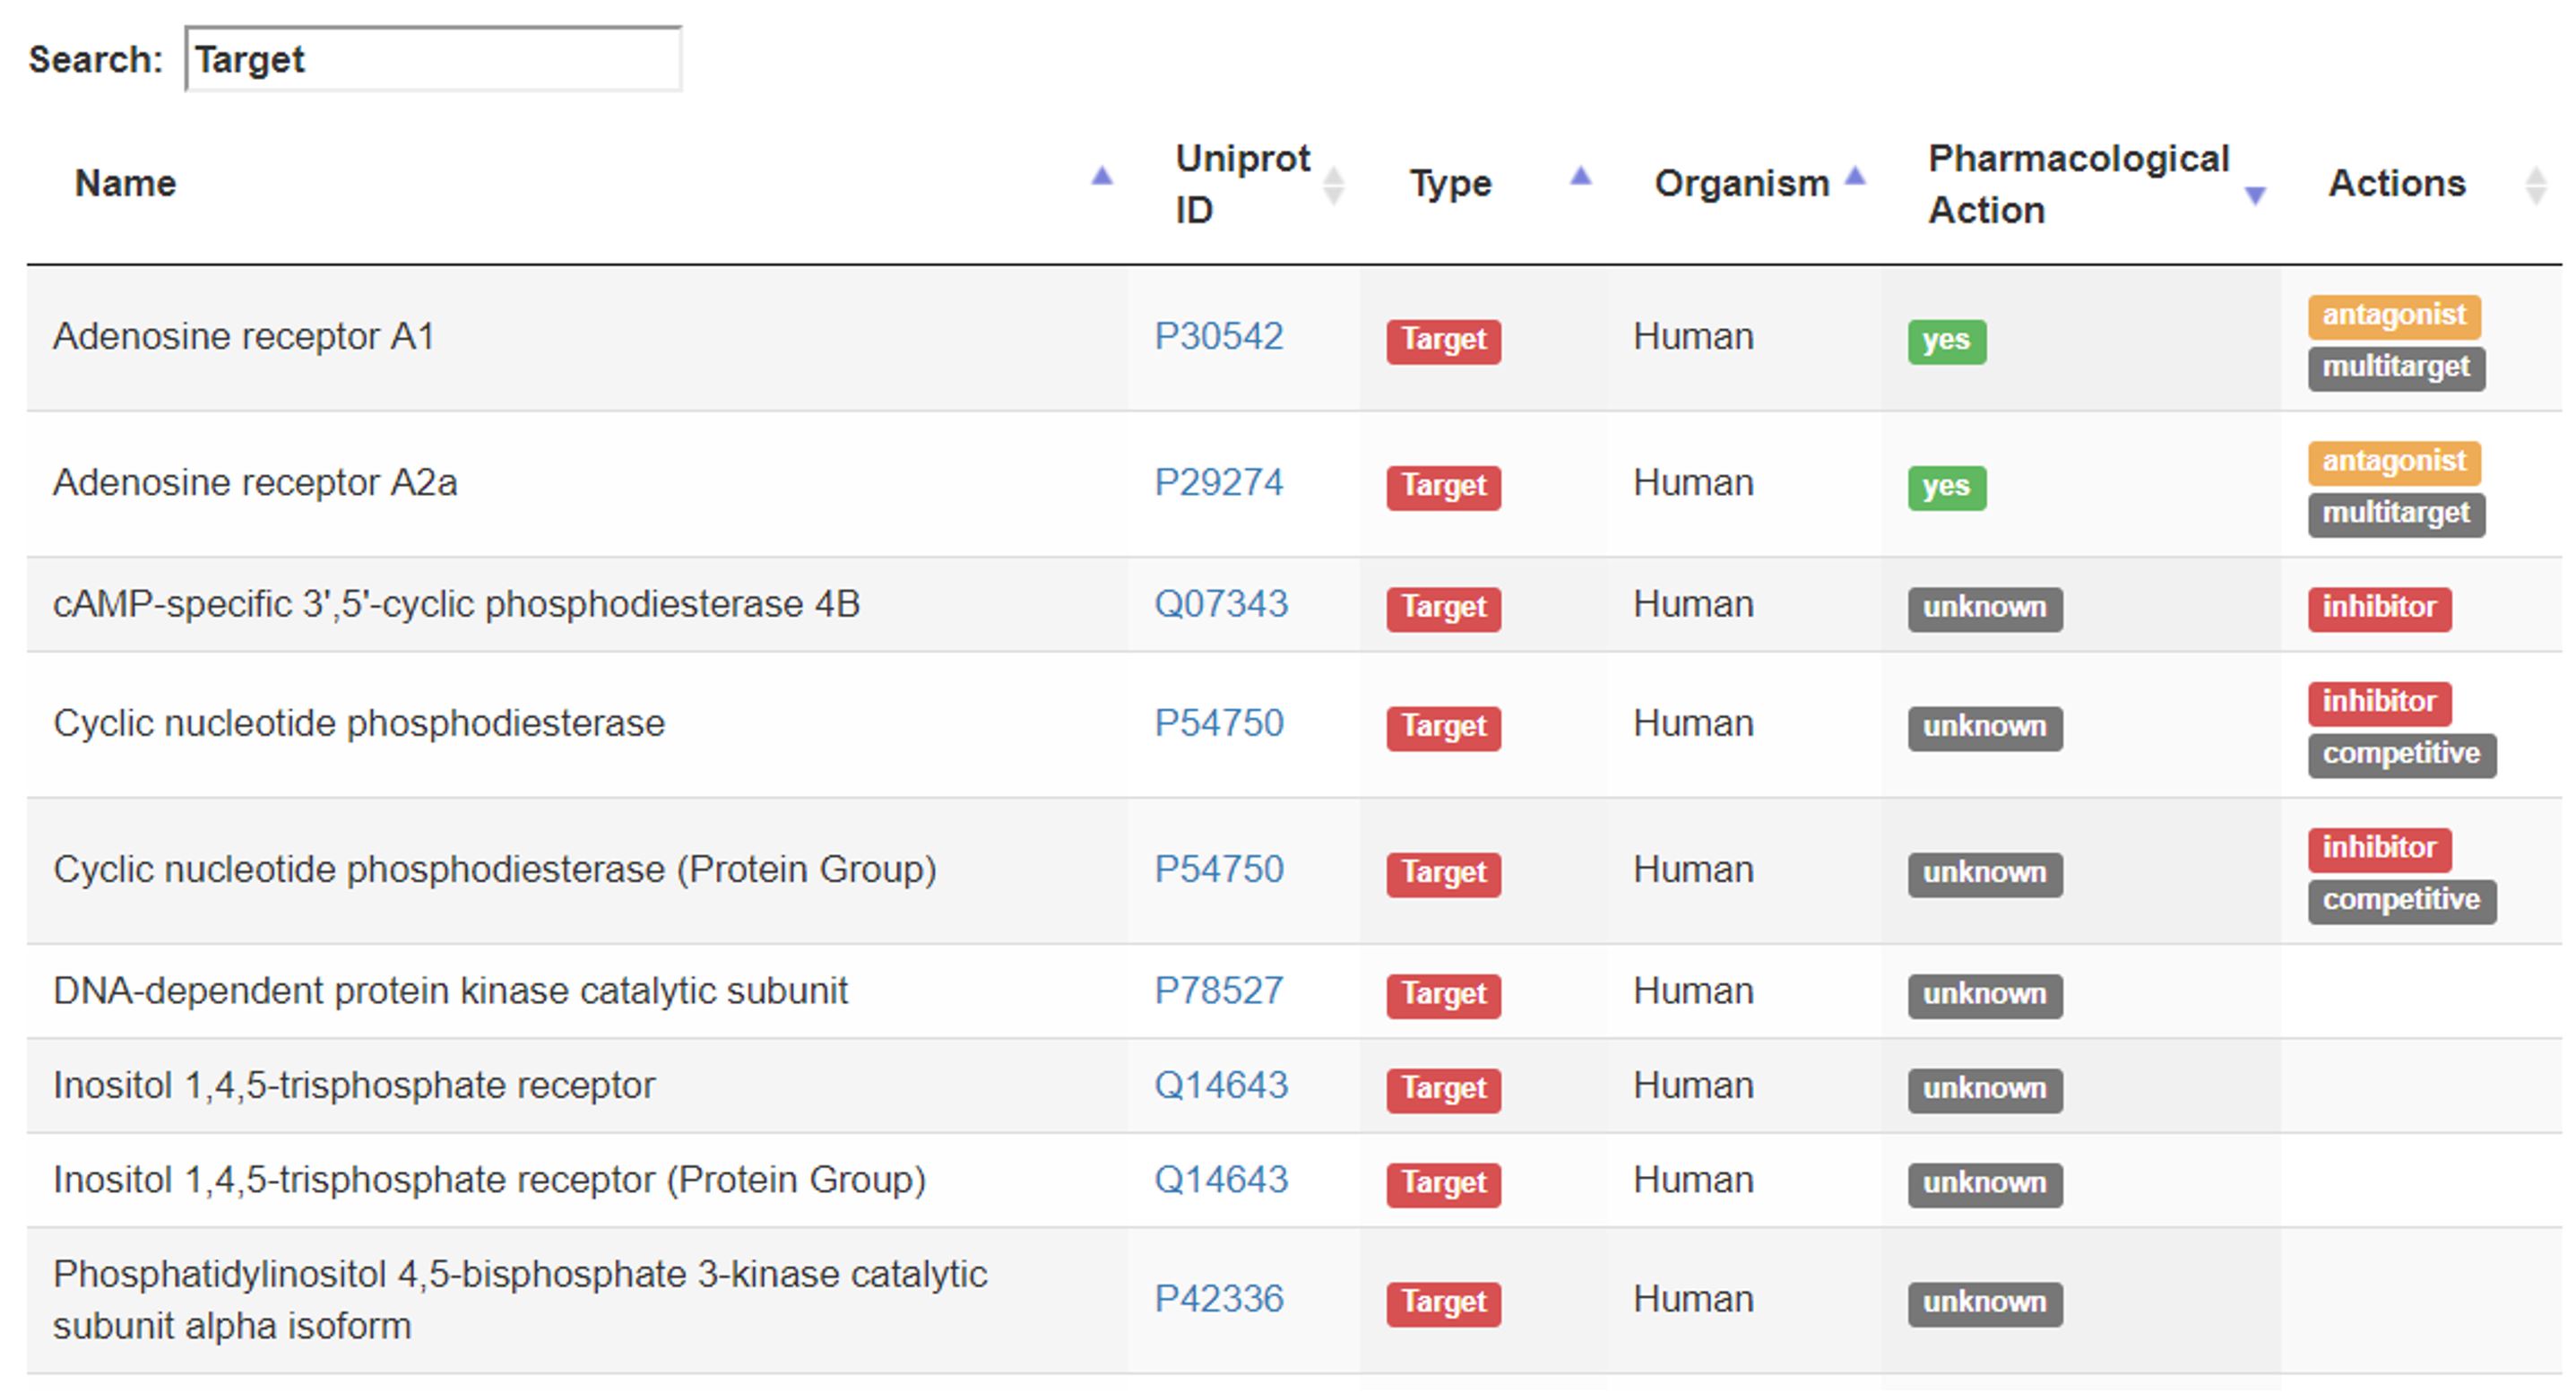 Search: Target
Name Uniprot ID Type Organism Pharmacological Action Actions
Adenosine receptor A1 P30542 Target Human yes antagonist multitarget
Adenosine receptor A2a P29274 Target Human yes antagonist multitarget
cAMP-specific 3',5'-cyclic phosphodiesterase 4B Q07343 Target Human unknown inhibitor
Cyclic nucleotide phosphodiesterase P54750 Target Human unknown inhibitor competitive
Cyclic nucleotide phosphodiesterase (Protein Group) P54750 Target Human unknown inhibitor competitive
DNA-dependent protein kinase catalytic subunit P78527 Target Human unknown
Inositol 1,4,5-trisphosphate receptor Q14643 Target Human unknown
Inositol 1,4,5-trisphosphate receptor (Protein Group) Q14643 Target Human unknown
Phosphatidylinositol 4,5-bisphosphate 3-kinase catalytic
subunit alpha isoform P42336 Target Human unknown